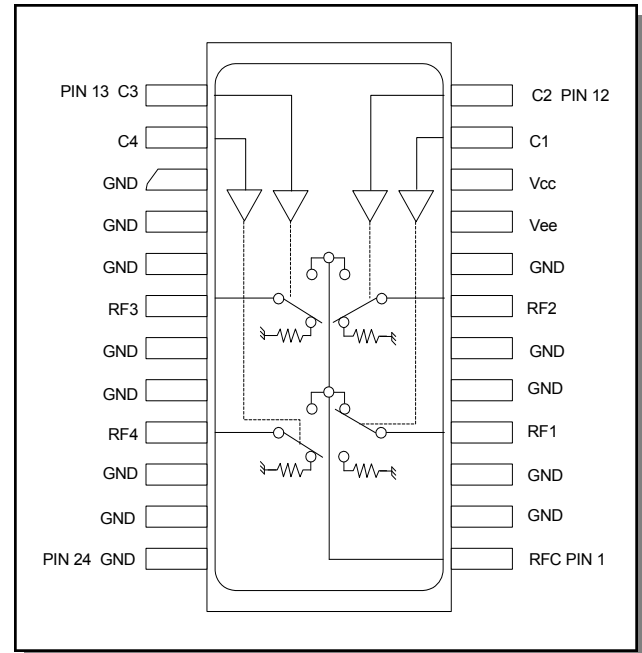 PIN 13 C3
C2 PIN 12
C4
C1
GND
Vcc
GND
Vee
GND
GND
RF3
RF2
GND
GND
GND
GND
RF4
RF1
GND
GND
GND
GND
PIN 24 GND
RFC PIN 1